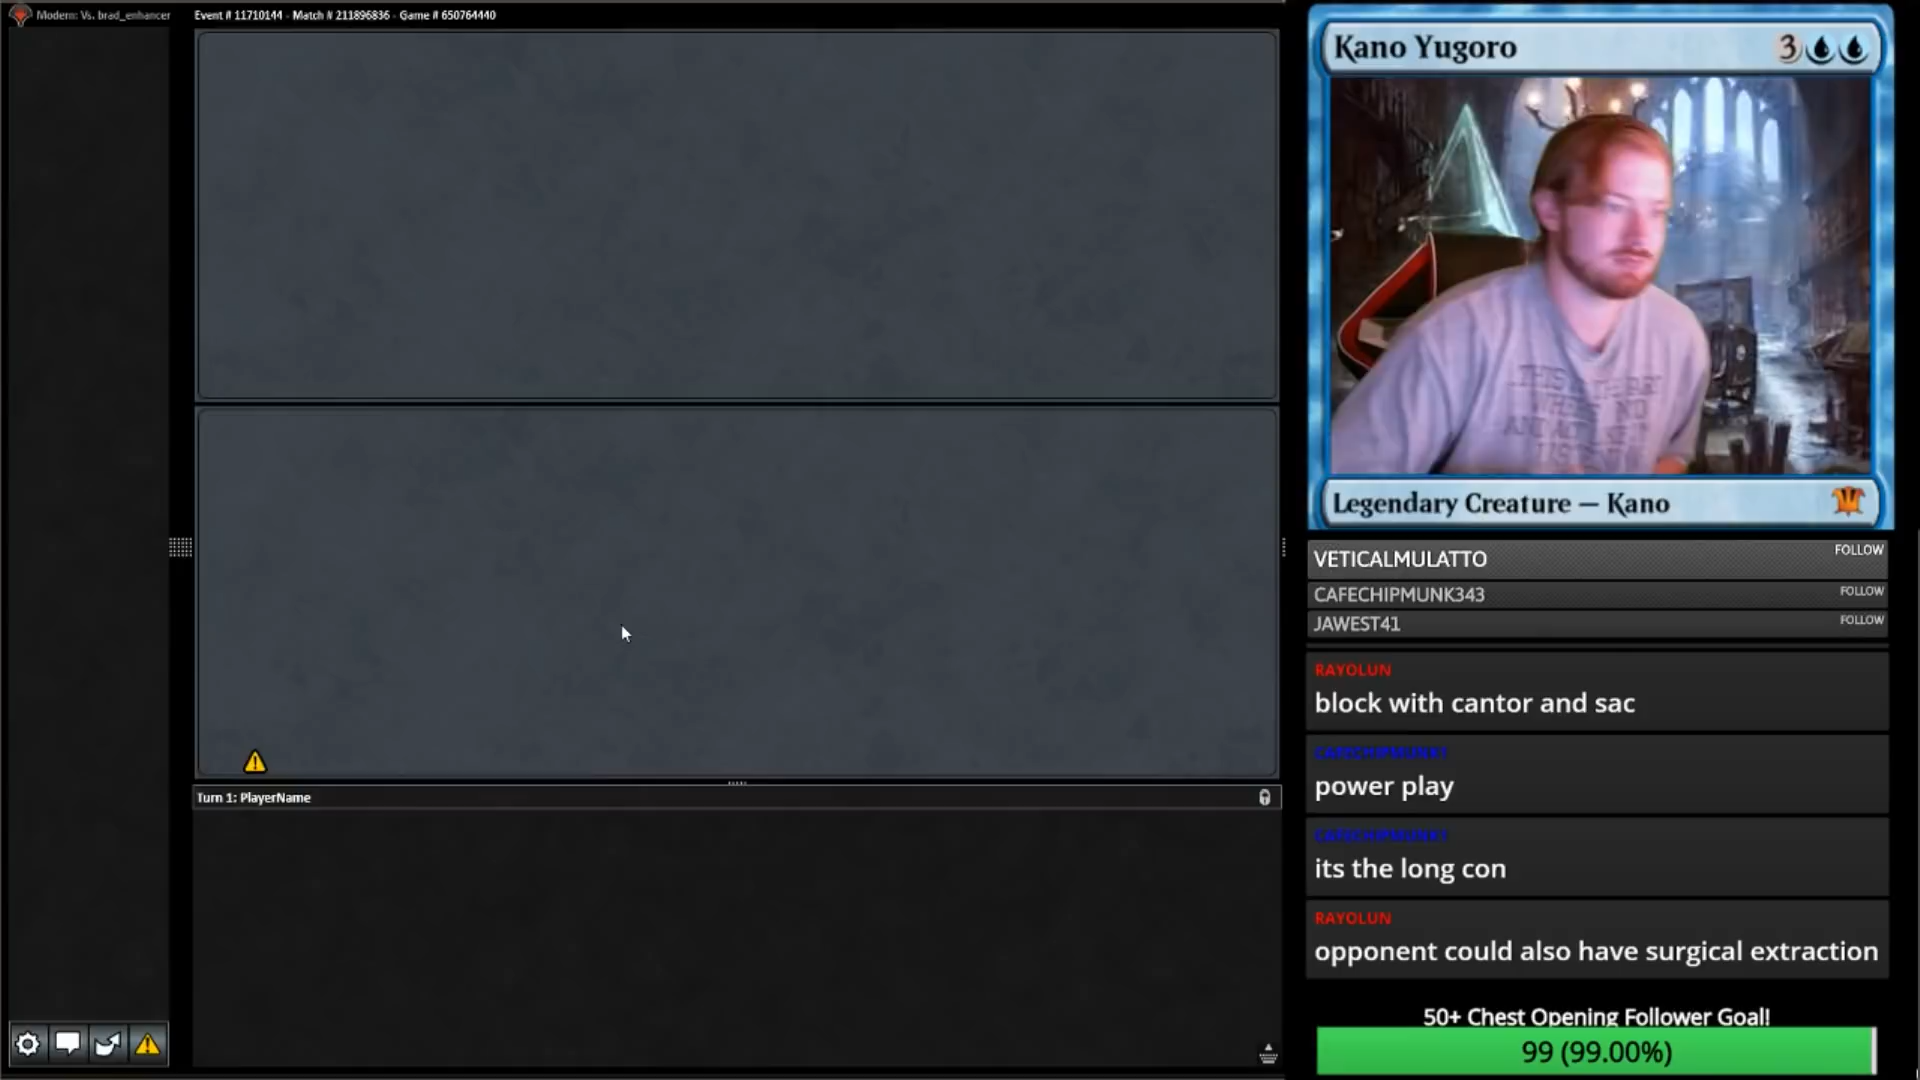 Modern: Vs. brad_enhancer
Event # 11710144 - Match # 211896836 - Game # 650764440
Turn 1: PlayerName
Kano Yugoro 3
Legendary Creature — Kano
VETICALMULATTO FOLLOW
CAFECHIPMUNK343 FOLLOW
JAWEST41 FOLLOW
RAYOLUN
block with cantor and sac
power play
its the long con
RAYOLUN
opponent could also have surgical extraction
50+ Chest Opening Follower Goal!
99 (99.00%)